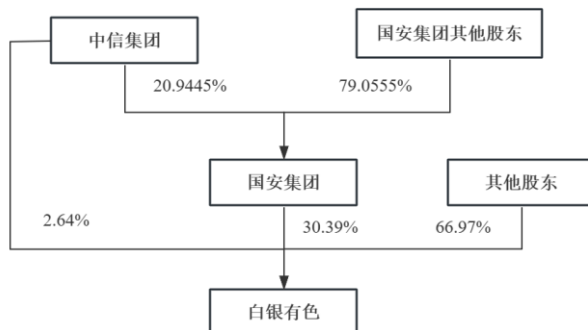 中信集团
国安集团其他股东
20.9445%
79.0555%
国安集团
其他股东
2.64%
30.39%
66.97%
白银有色